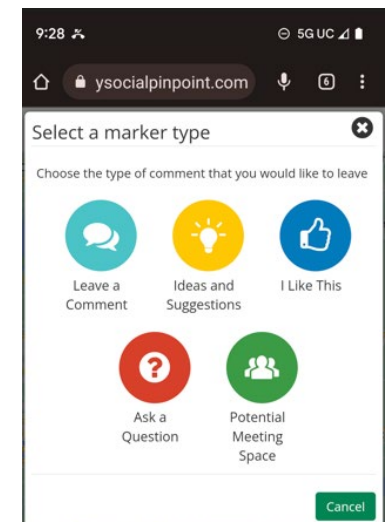 9:28 5G UC
ysocialpinpoint.com 6
Select a marker type
Choose the type of comment that you would like to leave
Leave a Comment
Ideas and Suggestions
I Like This
?
Ask a Question
Potential Meeting Space
Cancel